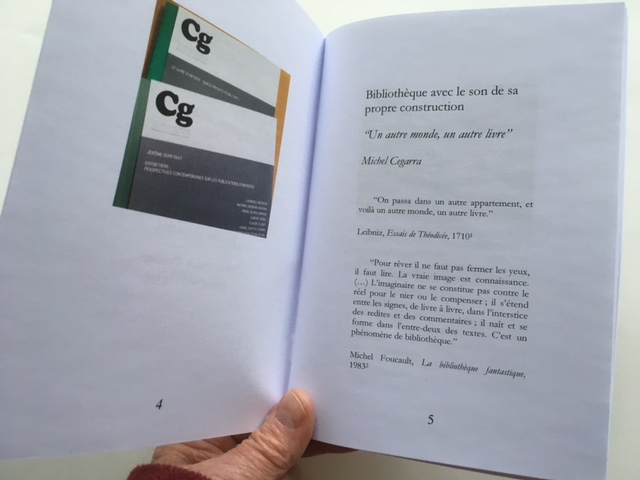 Cg
Cg
JÉRÔME DUPEYRAT
ENTRETIENS :
PERSPECTIVES CONTEMPORAINES SUR LES PUBLICATIONS D'ARTISTES
4
Bibliothèque avec le son de sa
propre construction
"Un autre monde, un autre livre"
Michel Cegarra
"On passa dans un autre appartement, et
voilà un autre monde, un autre livre."
Leibniz, Essais de Théodicée, 1710¹
"Pour rêver il ne faut pas fermer les yeux,
il faut lire. La vraie image est connaissance.
(…) L'imaginaire ne se constitue pas contre le
réel pour le nier ou le compenser ; il s'étend
entre les signes, de livre à livre, dans l'interstice
des redites et des commentaires ; il naît et se
forme dans l'entre-deux des textes. C'est un
phénomène de bibliothèque."
Michel Foucault, La bibliothèque fantastique,
1983²
5